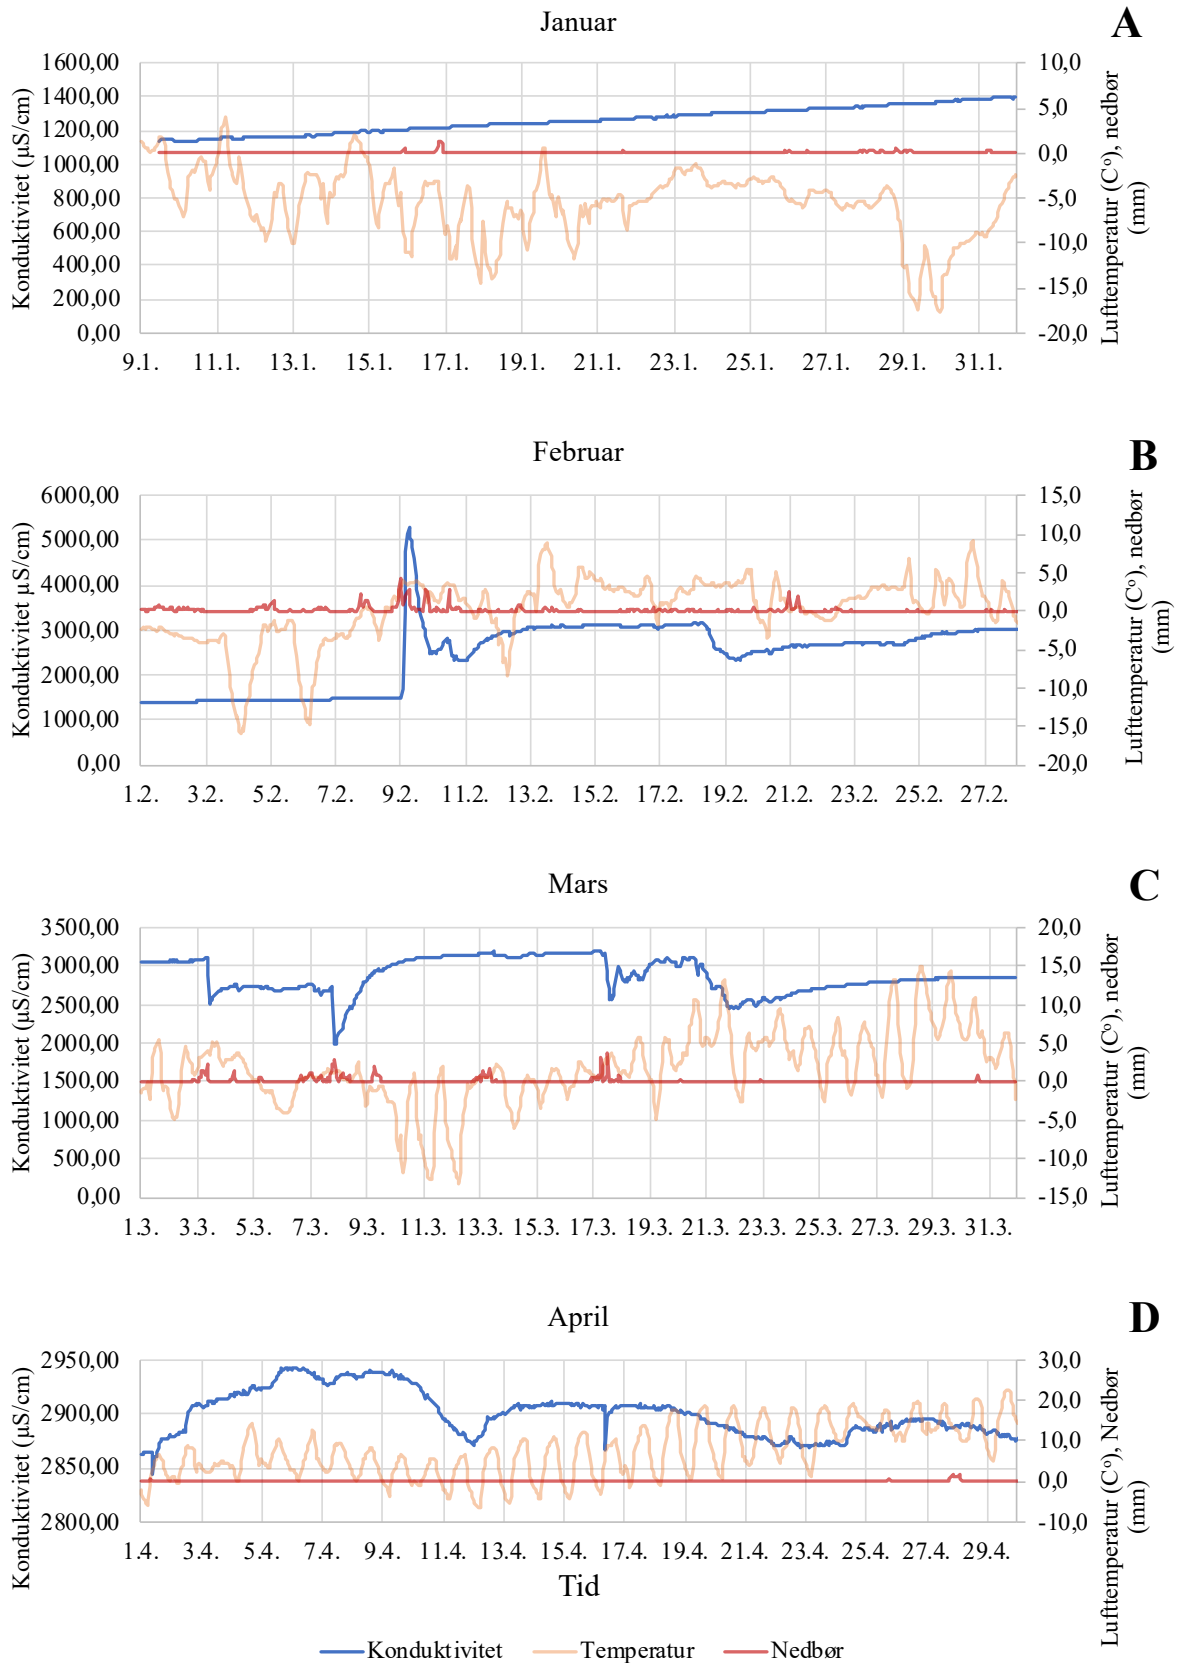 Januar
A
1600,00
1400,00
1200,00
1000,00
800,00
600,00
400,00
200,00
0,00
Konduktivitet (µS/cm)
10,0
5,0
0,0
-5,0
-10,0
-15,0
-20,0
Lufttemperatur (C°), nedbør
(mm)
9.1. 11.1. 13.1. 15.1. 17.1. 19.1. 21.1. 23.1. 25.1. 27.1. 29.1. 31.1.
Februar
B
6000,00
5000,00
4000,00
3000,00
2000,00
1000,00
0,00
Konduktivitet µS/cm)
15,0
10,0
5,0
0,0
-5,0
-10,0
-15,0
-20,0
Lufttemperatur (C°), nedbør
(mm)
1.2. 3.2. 5.2. 7.2. 9.2. 11.2. 13.2. 15.2. 17.2. 19.2. 21.2. 23.2. 25.2. 27.2.
Mars
C
3500,00
3000,00
2500,00
2000,00
1500,00
1000,00
500,00
0,00
Konduktivitet (µS/cm)
20,0
15,0
10,0
5,0
0,0
-5,0
-10,0
-15,0
Lufttemperatur (C°), nedbør
(mm)
1.3. 3.3. 5.3. 7.3. 9.3. 11.3. 13.3. 15.3. 17.3. 19.3. 21.3. 23.3. 25.3. 27.3. 29.3. 31.3.
April
D
2950,00
2900,00
2850,00
2800,00
Konduktivitet (µS/cm)
30,0
20,0
10,0
0,0
-10,0
Lufttemperatur (C°), Nedbør
(mm)
1.4. 3.4. 5.4. 7.4. 9.4. 11.4. 13.4. 15.4. 17.4. 19.4. 21.4. 23.4. 25.4. 27.4. 29.4.
Tid
Konduktivitet Temperatur Nedbør